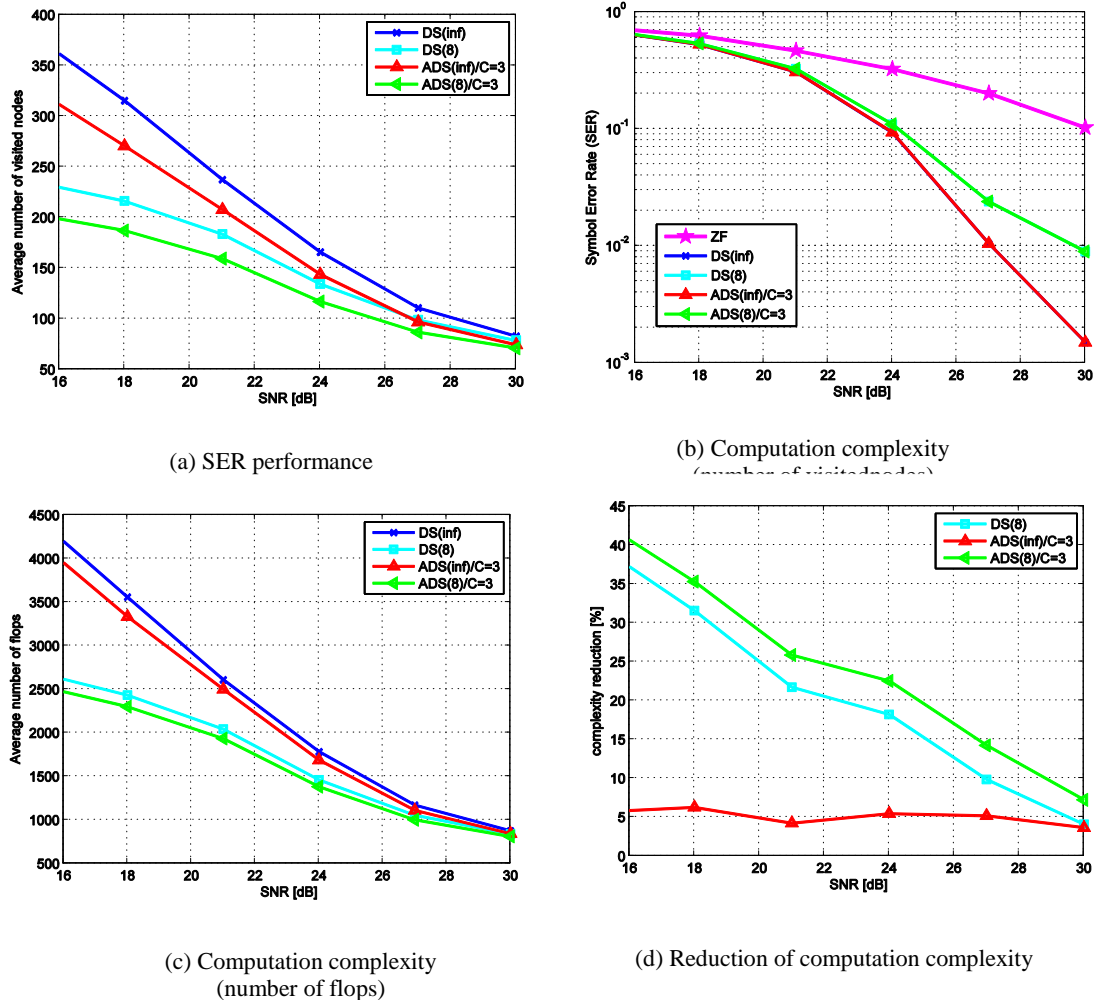 400
350
300
250
200
150
100
50
Average number of visited nodes
DS(inf)
DS(8)
ADS(inf)/C=3
ADS(8)/C=3
16 18 20 22 24 26 28 30
SNR [dB]
(a) SER performance
10^0
10^-1
10^-2
10^-3
Symbol Error Rate (SER)
ZF
DS(inf)
DS(8)
ADS(inf)/C=3
ADS(8)/C=3
16 18 20 22 24 26 28 30
SNR [dB]
(b) Computation complexity
(number of visitednodes)
4500
4000
3500
3000
2500
2000
1500
1000
500
Average number of flops
DS(inf)
DS(8)
ADS(inf)/C=3
ADS(8)/C=3
16 18 20 22 24 26 28 30
SNR [dB]
(c) Computation complexity
(number of flops)
45
40
35
30
25
20
15
10
5
0
complexity reduction [%]
DS(8)
ADS(inf)/C=3
ADS(8)/C=3
16 18 20 22 24 26 28 30
SNR [dB]
(d) Reduction of computation complexity